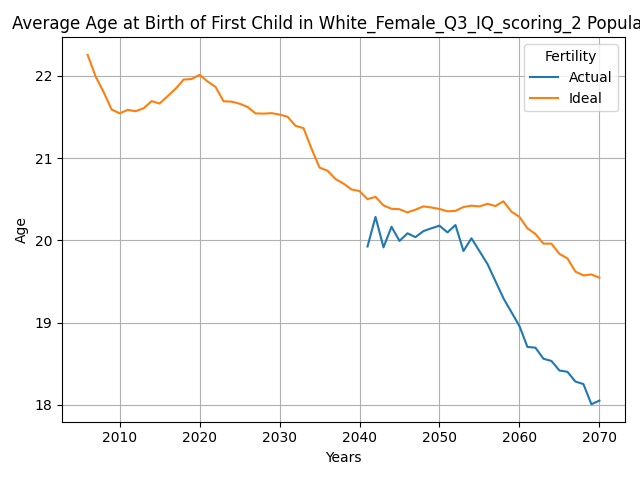 Average Age at Birth of First Child in White_Female_Q3_IQ_scoring_2 Popula
Fertility
Actual
Ideal
22
21
20
19
18
Age
2010 2020 2030 2040 2050 2060 2070
Years